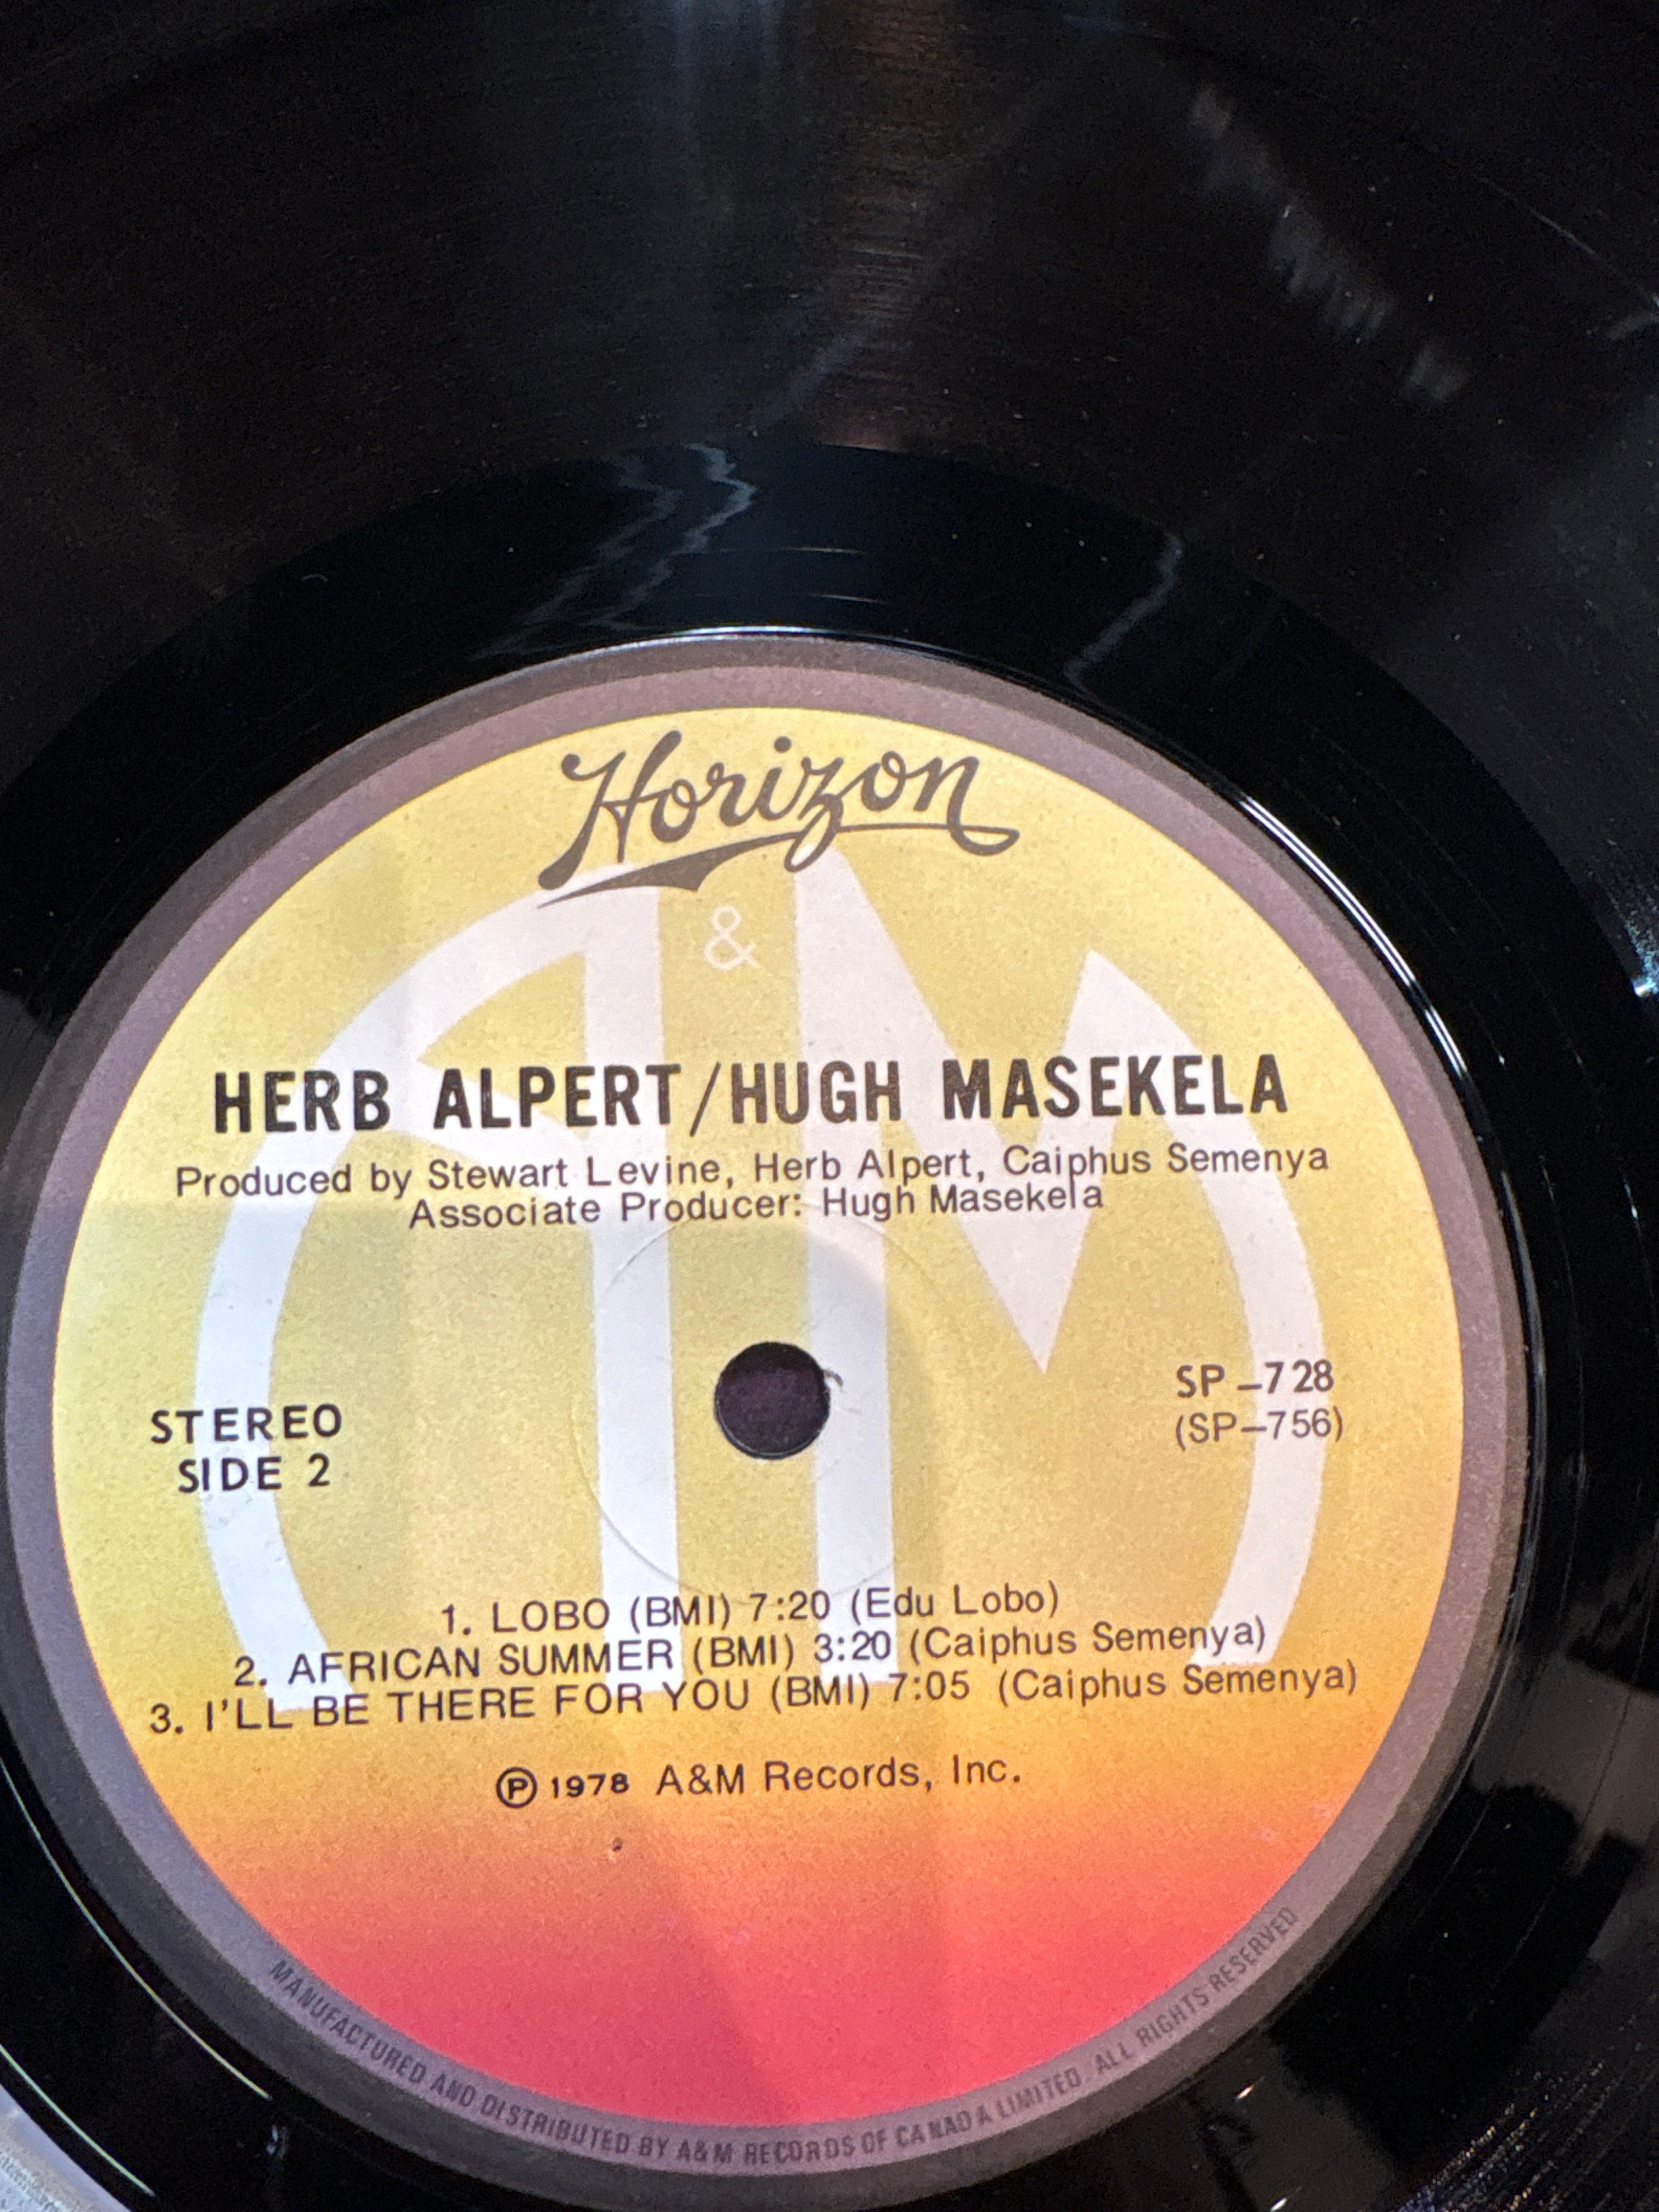 Horizon
A & M
HERB ALPERT/HUGH MASEKELA
Produced by Stewart Levine, Herb Alpert, Caiphus Semenya
Associate Producer: Hugh Masekela
STEREO
SIDE 2
SP-728
(SP-756)
1. LOBO (BMI) 7:20 (Edu Lobo)
2. AFRICAN SUMMER (BMI) 3:20 (Caiphus Semenya)
3. I'LL BE THERE FOR YOU (BMI) 7:05 (Caiphus Semenya)
℗ 1978 A&M Records, Inc.
MANUFACTURED AND DISTRIBUTED BY A&M RECORDS OF CANADA LIMITED. ALL RIGHTS RESERVED